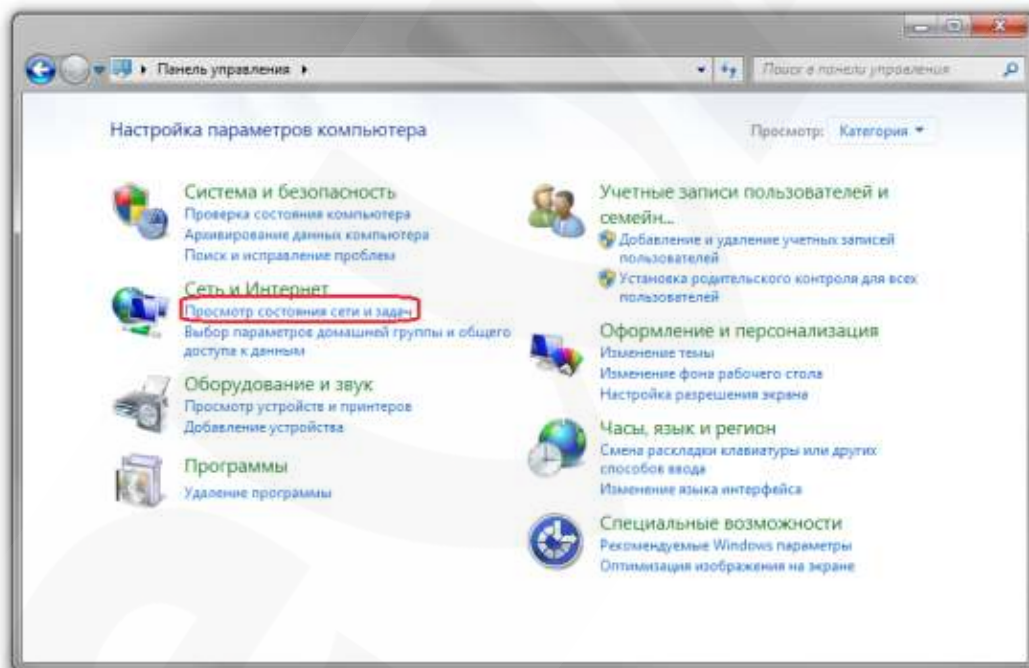 Панель управления
Поиск в панели управления
Настройка параметров компьютера
Просмотр: Категория
Система и безопасность
Проверка состояния компьютера
Архивирование данных компьютера
Поиск и исправление проблем
Сеть и Интернет
Просмотр состояния сети и задач
Выбор параметров домашней группы и общего
доступа к данным
Оборудование и звук
Просмотр устройств и принтеров
Добавление устройства
Программы
Удаление программы
Учетные записи пользователей и
семейн...
Добавление и удаление учетных записей
пользователей
Установка родительского контроля для всех
пользователей
Оформление и персонализация
Изменение темы
Изменение фона рабочего стола
Настройка разрешения экрана
Часы, язык и регион
Смена раскладки клавиатуры или других
способов ввода
Изменение языка интерфейса
Специальные возможности
Рекомендуемые Windows параметры
Оптимизация изображения на экране